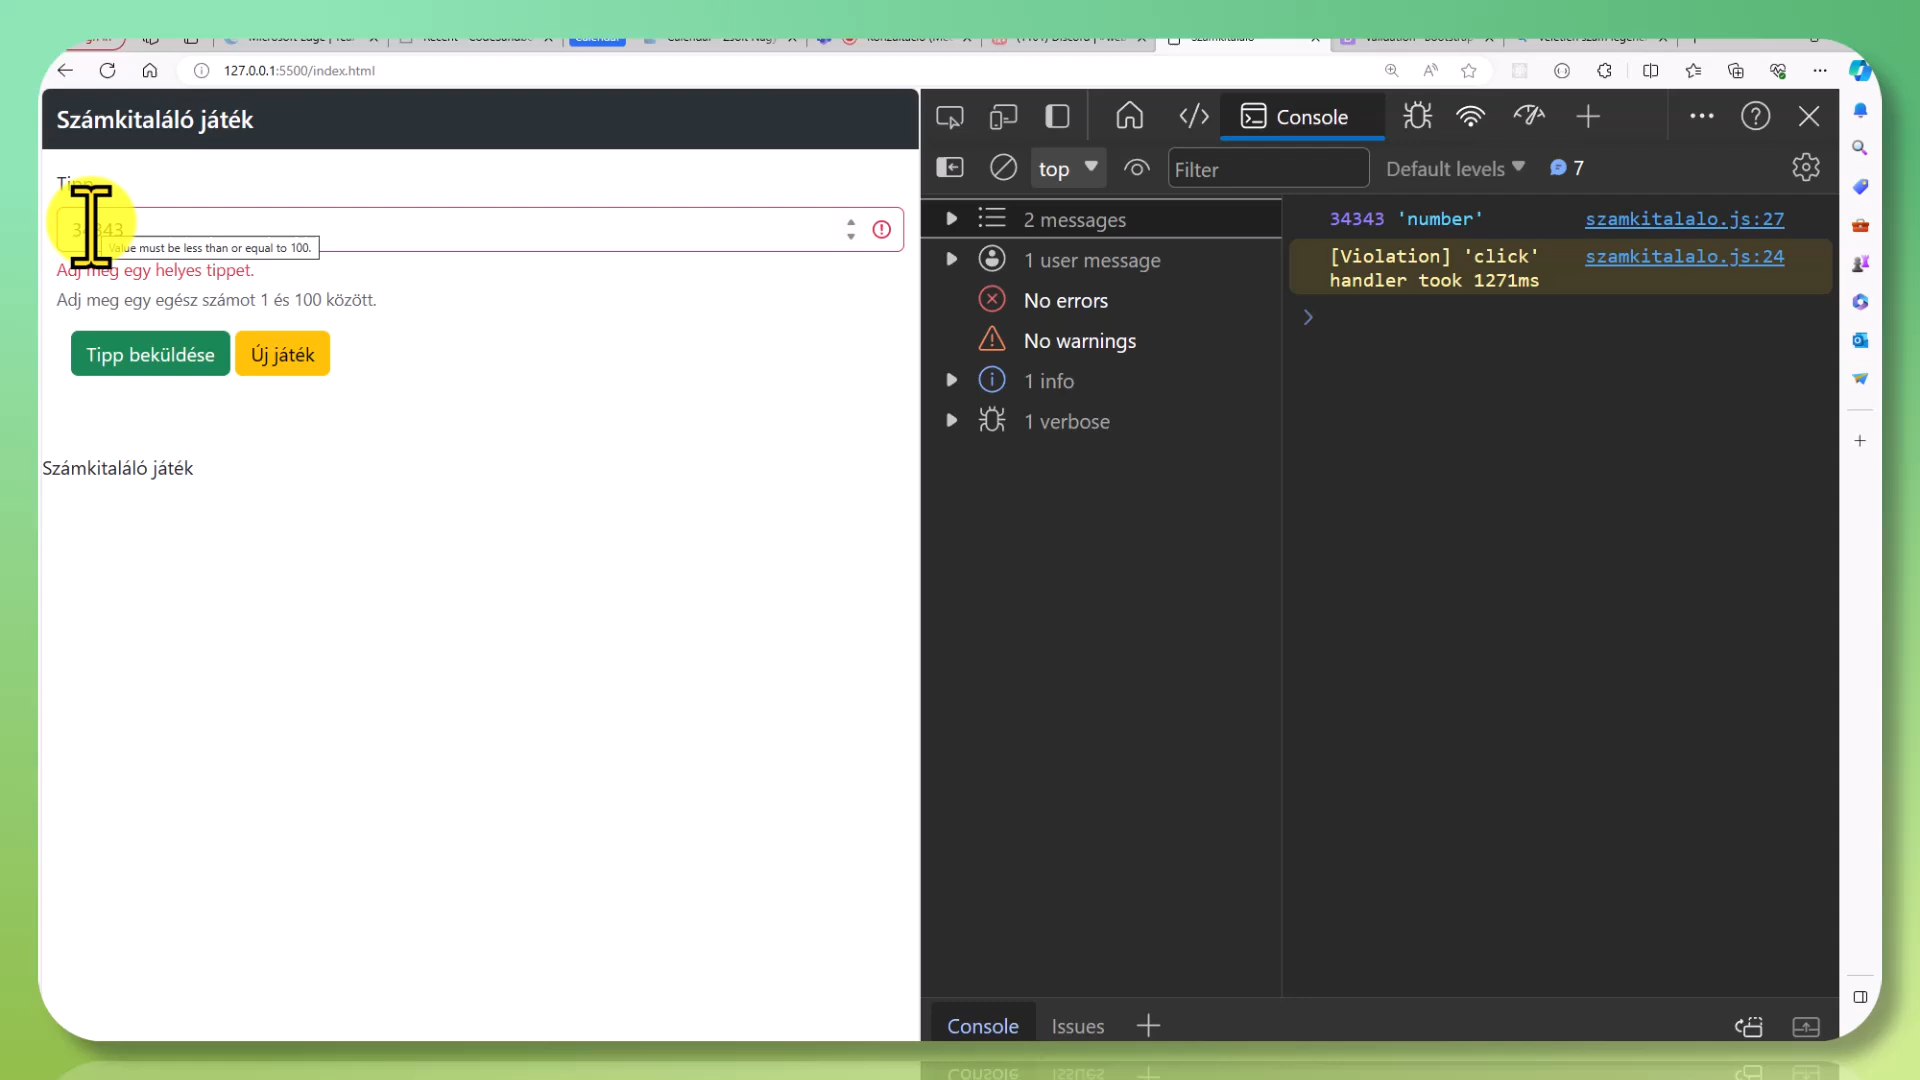 127.0.0.1:5500/index.html
Számkitaláló játék
Tipp
34343
Value must be less than or equal to 100.
Adj meg egy helyes tippet.
Adj meg egy egész számot 1 és 100 között.
Tipp beküldése
Új játék
Számkitaláló játék
Console
top
Filter
Default levels
7
2 messages
1 user message
No errors
No warnings
1 info
1 verbose
34343 'number' szamkitalalo.js:27
[Violation] 'click' szamkitalalo.js:24
handler took 1271ms
Console
Issues